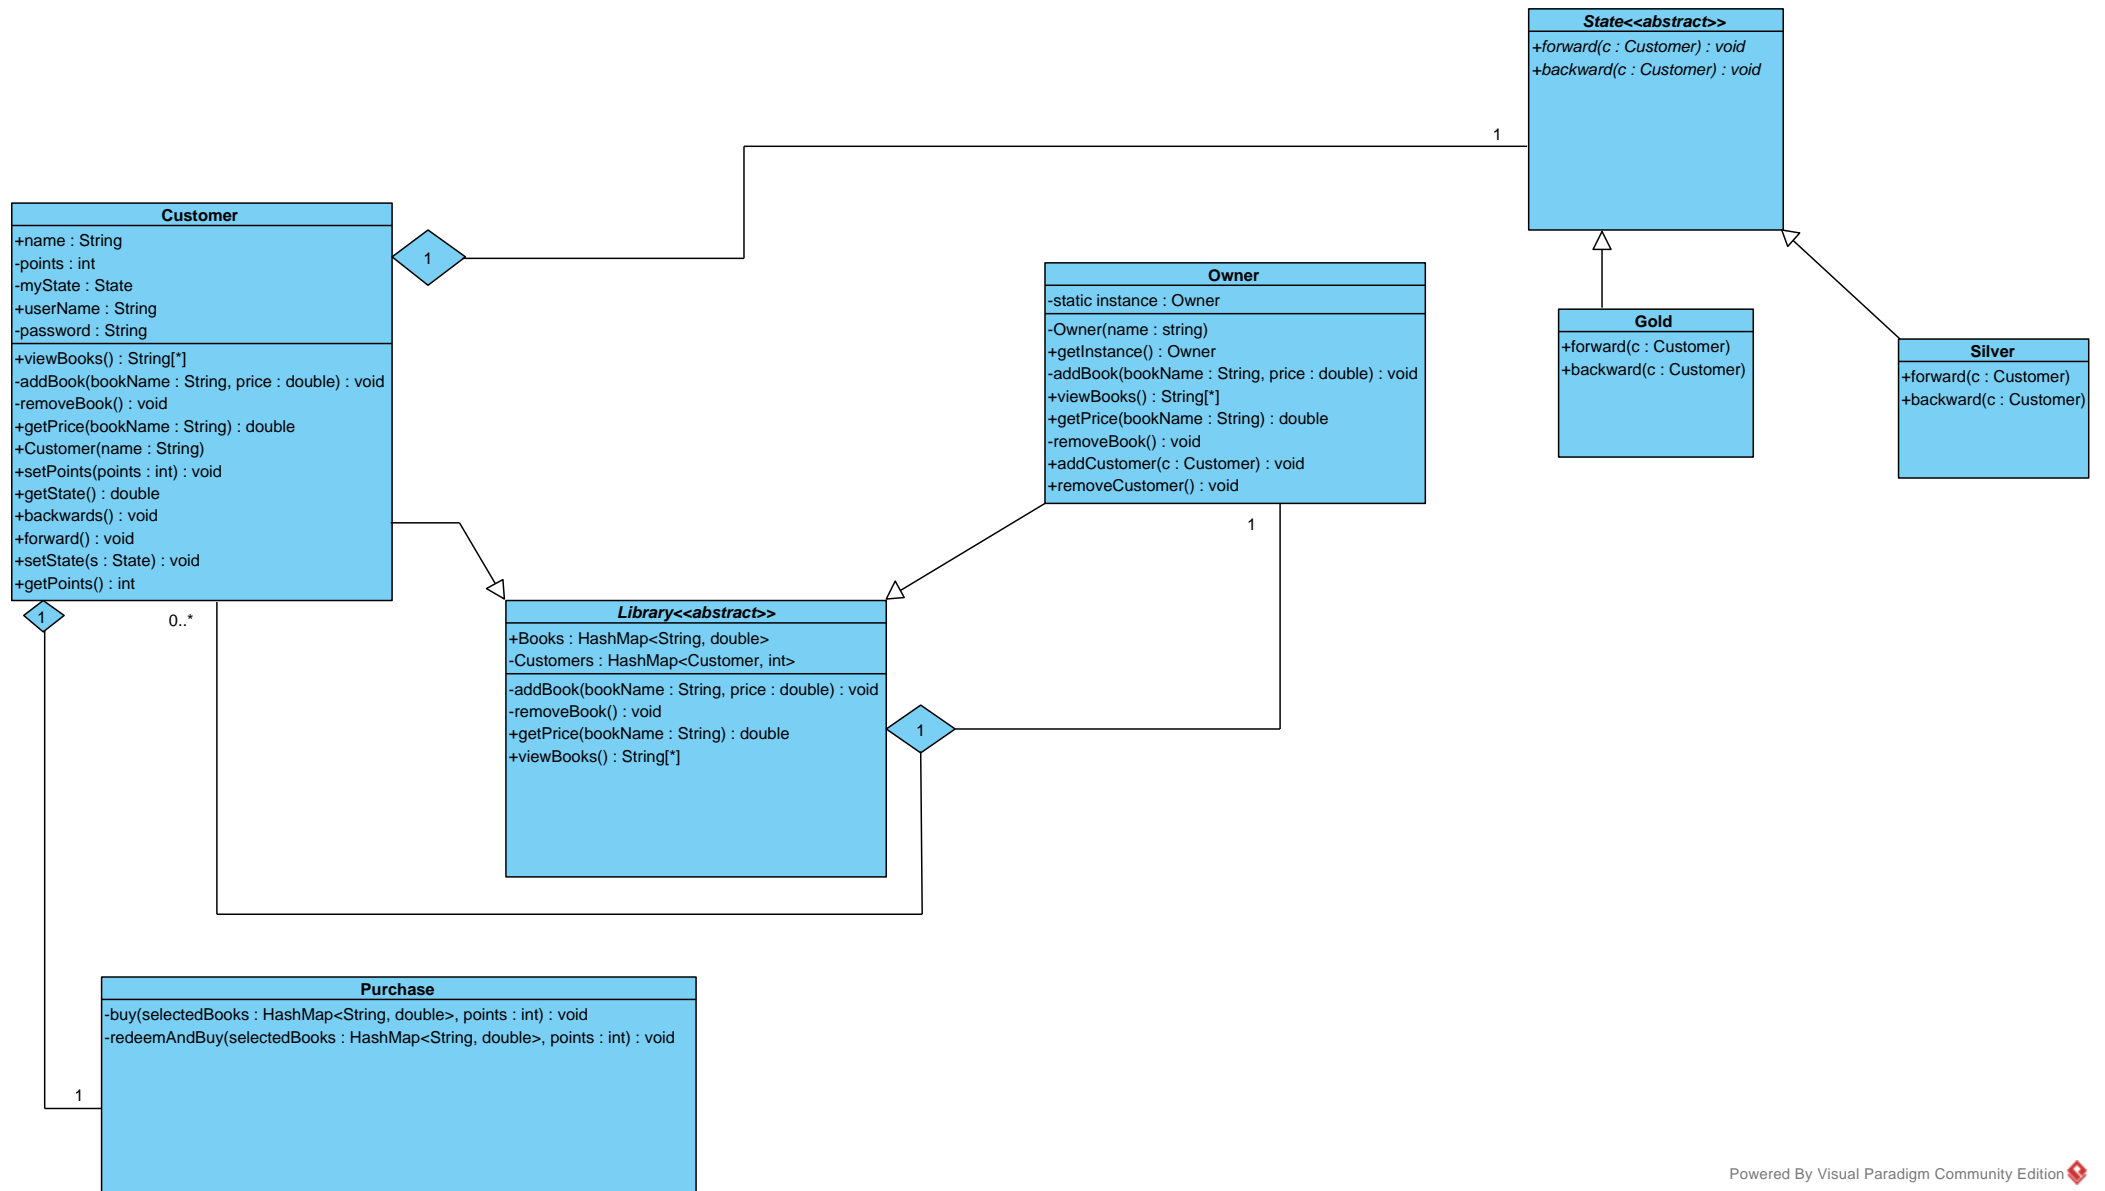 State<<abstract>>
+forward(c : Customer) : void
+backward(c : Customer) : void
1
Customer
+name : String
-points : int
-myState : State
+userName : String
-password : String
+viewBooks() : String[*]
-addBook(bookName : String, price : double) : void
-removeBook() : void
+getPrice(bookName : String) : double
+Customer(name : String)
+setPoints(points : int) : void
+getState() : double
+backwards() : void
+forward() : void
+setState(s : State) : void
+getPoints() : int
1
1
0..*
Owner
-static instance : Owner
-Owner(name : string)
+getInstance() : Owner
-addBook(bookName : String, price : double) : void
+viewBooks() : String[*]
+getPrice(bookName : String) : double
-removeBook() : void
+addCustomer(c : Customer) : void
+removeCustomer() : void
1
Gold
+forward(c : Customer)
+backward(c : Customer)
Silver
+forward(c : Customer)
+backward(c : Customer)
Library<<abstract>>
+Books : HashMap<String, double>
-Customers : HashMap<Customer, int>
-addBook(bookName : String, price : double) : void
-removeBook() : void
+getPrice(bookName : String) : double
+viewBooks() : String[*]
1
Purchase
-buy(selectedBooks : HashMap<String, double>, points : int) : void
-redeemAndBuy(selectedBooks : HashMap<String, double>, points : int) : void
1
Powered By Visual Paradigm Community Edition